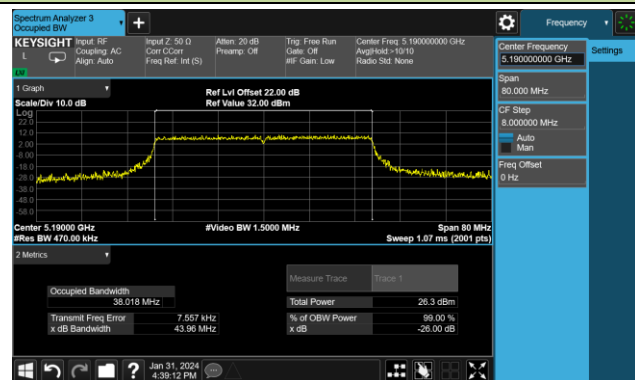 Spectrum Analyzer 3
Occupied BW
+
Frequency
KEYSIGHT
L
LU
Input: RF
Coupling: AC
Align: Auto
Input Z: 50 Ω
Corr CCorr
Freq Ref: Int (S)
Atten: 20 dB
Preamp: Off
Trig: Free Run
Gate: Off
#IF Gain: Low
Center Freq: 5.190000000 GHz
Avg|Hold:>10/10
Radio Std: None
Center Frequency
5.190000000 GHz
Settings
Span
80.000 MHz
CF Step
8.000000 MHz
Auto
Man
Freq Offset
0 Hz
1 Graph
Scale/Div 10.0 dB
Ref Lvl Offset 22.00 dB
Ref Value 32.00 dBm
Log
22.0
12.0
2.00
-8.00
-18.0
-28.0
-38.0
-48.0
-58.0
Center 5.19000 GHz
#Video BW 1.5000 MHz
Span 80 MHz
#Res BW 470.00 kHz
Sweep 1.07 ms (2001 pts)
2 Metrics
Measure Trace
Trace 1
Occupied Bandwidth
38.018 MHz
Total Power
26.3 dBm
Transmit Freq Error
7.557 kHz
% of OBW Power
99.00 %
x dB Bandwidth
43.96 MHz
x dB
-26.00 dB
?
Jan 31, 2024
4:39:12 PM